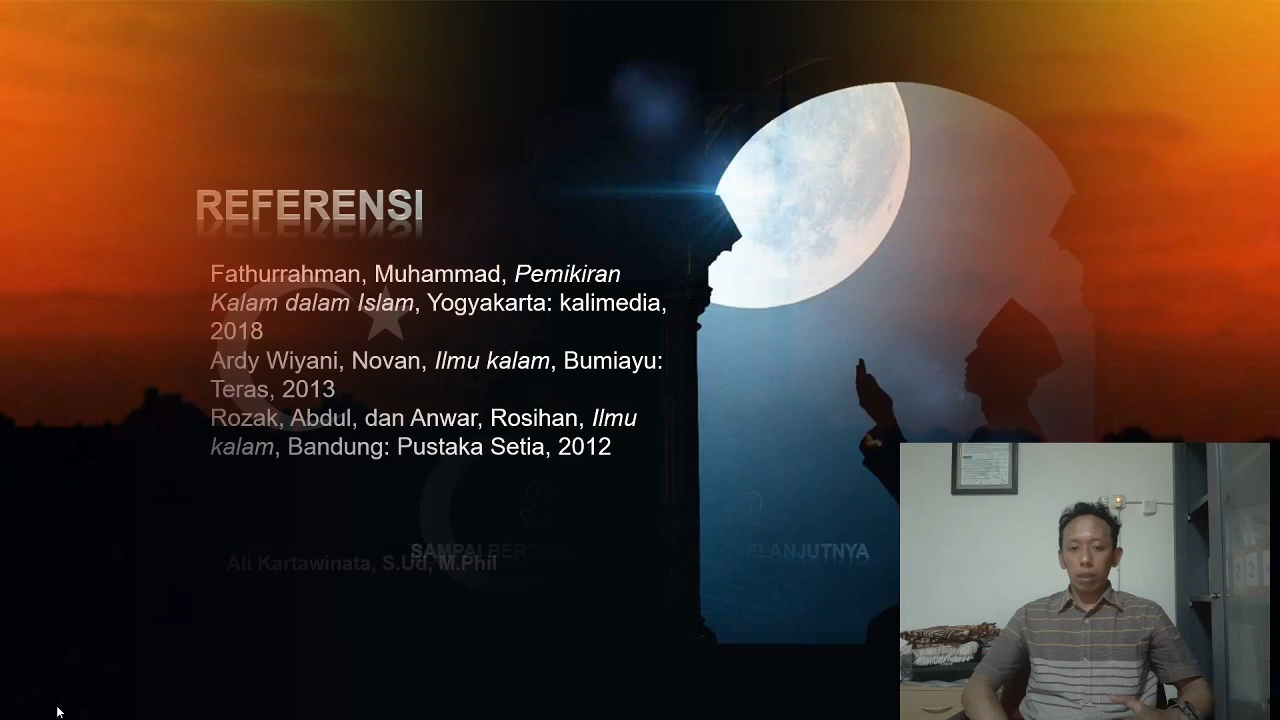 REFERENSI
Fathurrahman, Muhammad, Pemikiran
Kalam dalam Islam, Yogyakarta: kalimedia,
2018
Ardy Wiyani, Novan, Ilmu kalam, Bumiayu:
Teras, 2013
Rozak, Abdul, dan Anwar, Rosihan, Ilmu
kalam, Bandung: Pustaka Setia, 2012
SAMPAI
Ali Kartawinata, S.Ud, M.Phil